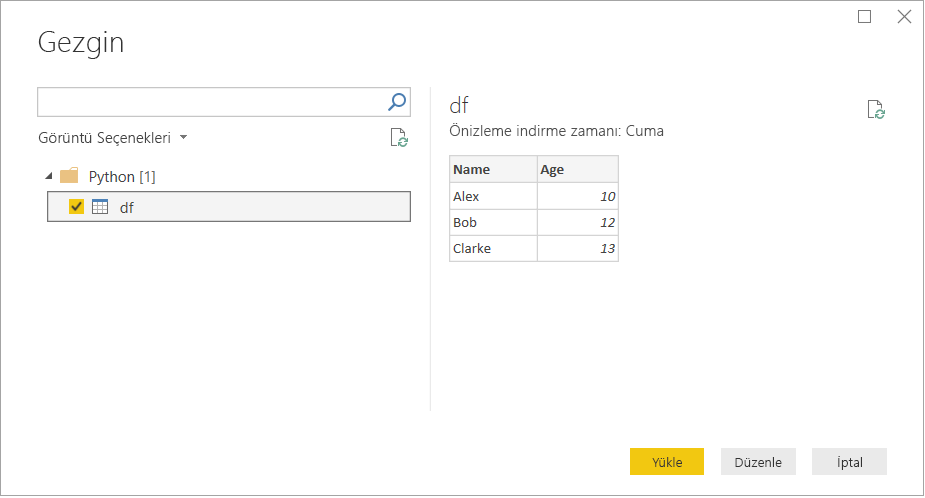 Gezgin
Görüntü Seçenekleri
Python [1]
df
df
Önizleme indirme zamanı: Cuma
Name Age
Alex 10
Bob 12
Clarke 13
Yükle Düzenle İptal